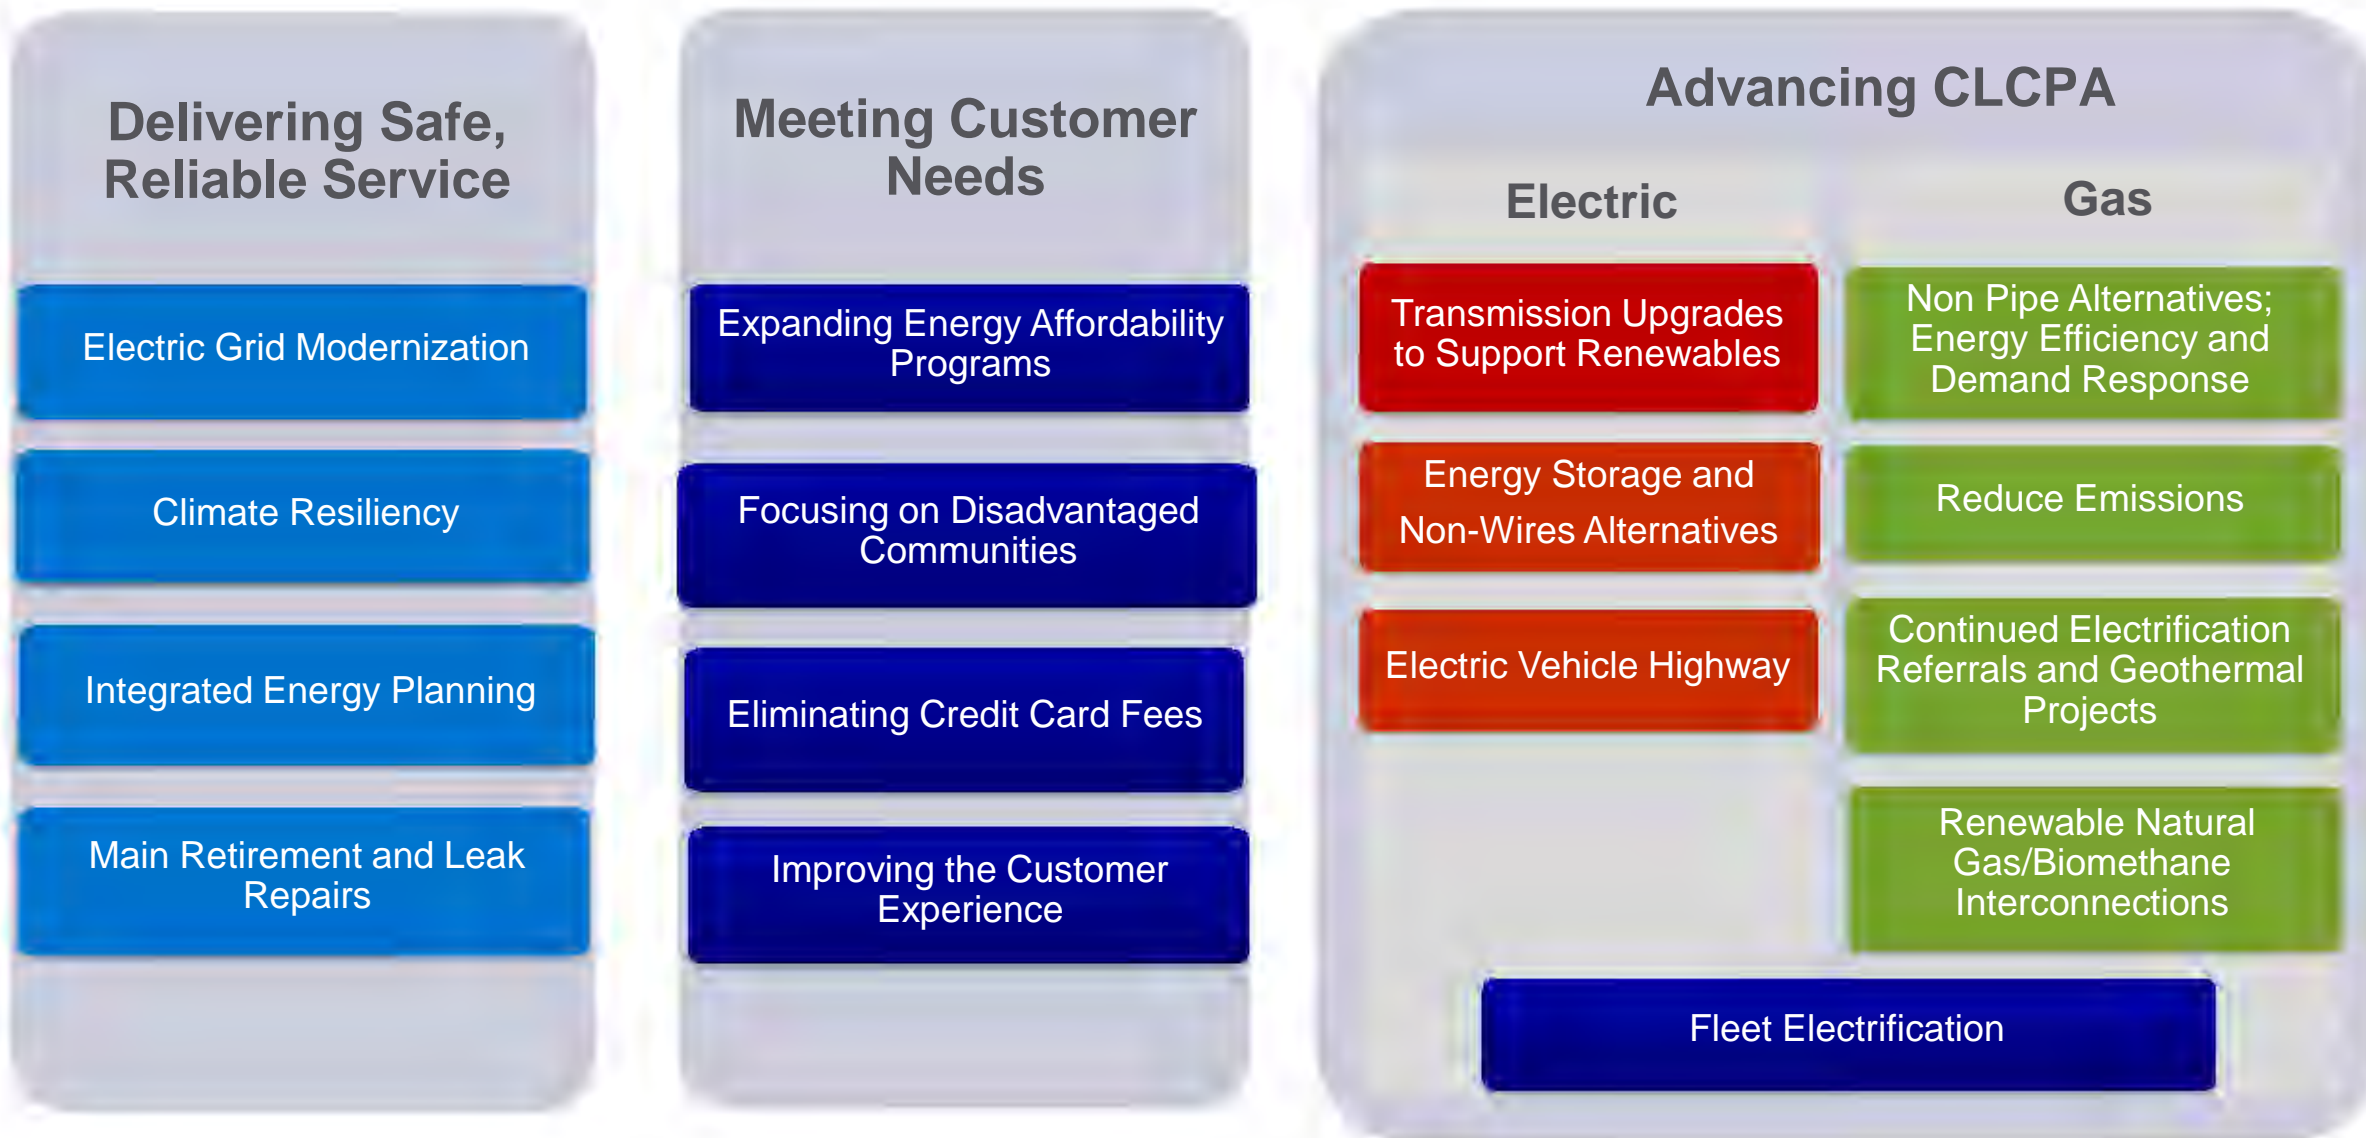 Delivering Safe,
Reliable Service
Electric Grid Modernization
Climate Resiliency
Integrated Energy Planning
Main Retirement and Leak
Repairs
Meeting Customer
Needs
Expanding Energy Affordability
Programs
Focusing on Disadvantaged
Communities
Eliminating Credit Card Fees
Improving the Customer
Experience
Advancing CLCPA
Electric
Transmission Upgrades
to Support Renewables
Energy Storage and
Non-Wires Alternatives
Electric Vehicle Highway
Gas
Non Pipe Alternatives;
Energy Efficiency and
Demand Response
Reduce Emissions
Continued Electrification
Referrals and Geothermal
Projects
Renewable Natural
Gas/Biomethane
Interconnections
Fleet Electrification